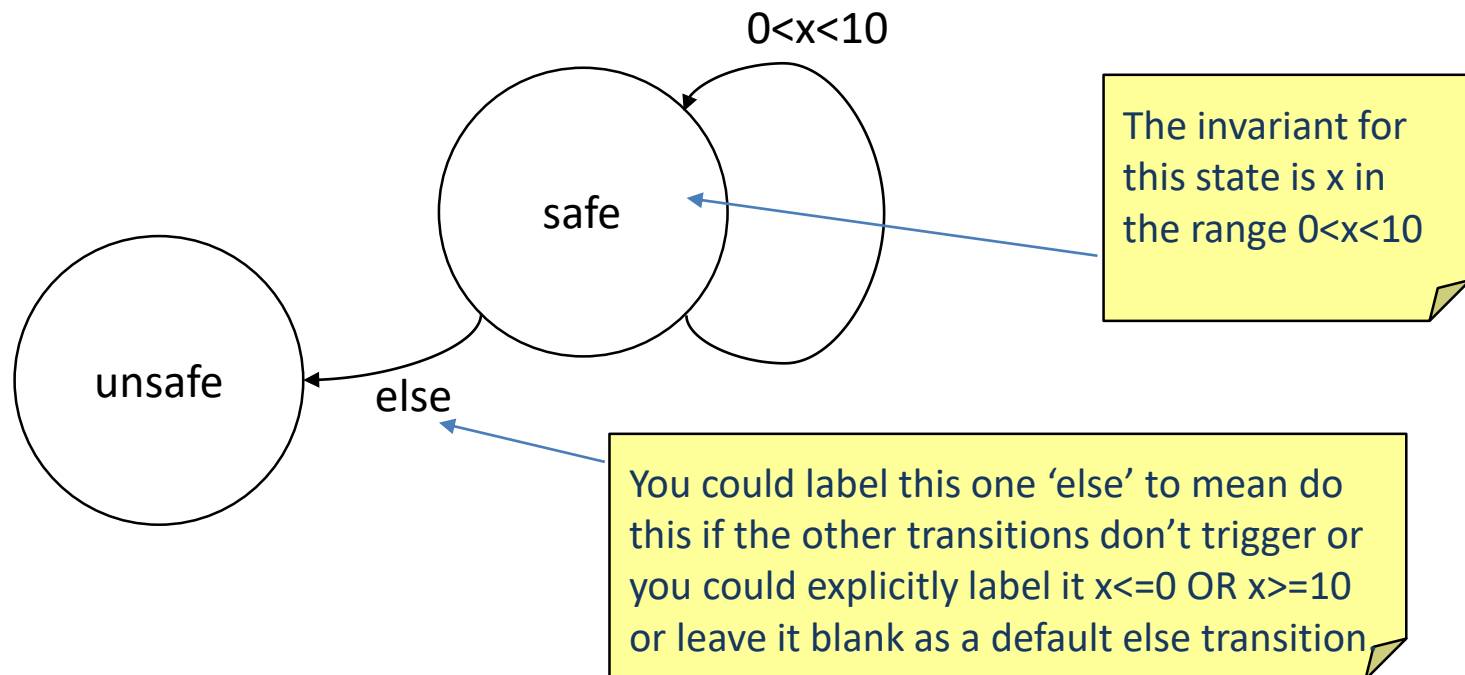 0<x<10
The invariant for
this state is x in
the range 0<x<10
safe
unsafe
else
You could label this one ‘else’ to mean do
this if the other transitions don’t trigger or
you could explicitly label it x<=0 OR x>=10
or leave it blank as a default else transition.